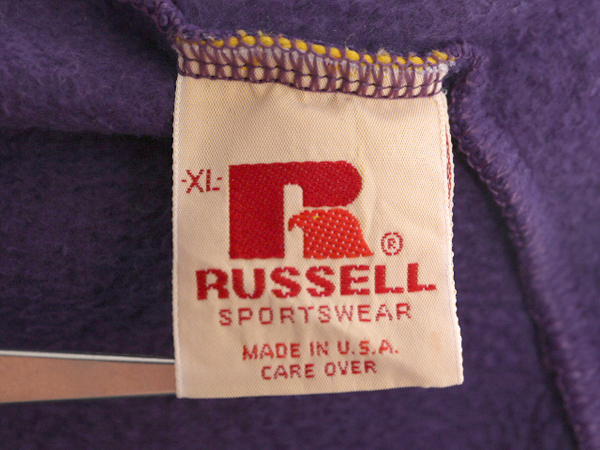 -XL-
R ®
RUSSELL
SPORTSWEAR
MADE IN U.S.A.
CARE OVER